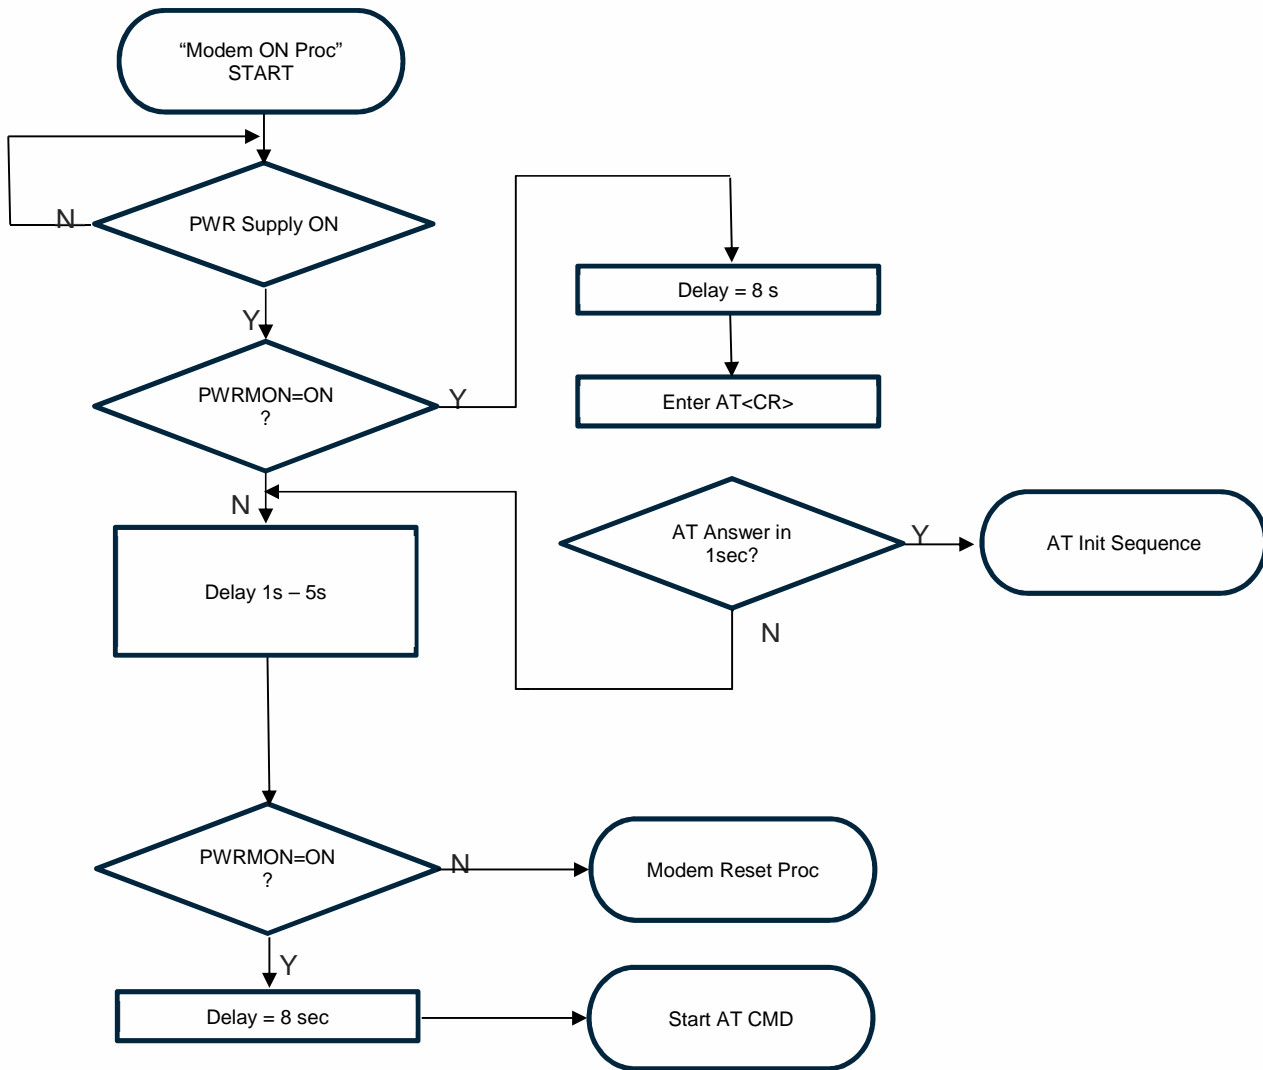 “Modem ON Proc”
START
N
PWR Supply ON
Y
PWRMON=ON
?
Y
Delay = 8 s
Enter AT<CR>
N
Delay 1s – 5s
AT Answer in
1sec?
Y
AT Init Sequence
N
PWRMON=ON
?
N
Modem Reset Proc
Y
Delay = 8 sec
Start AT CMD